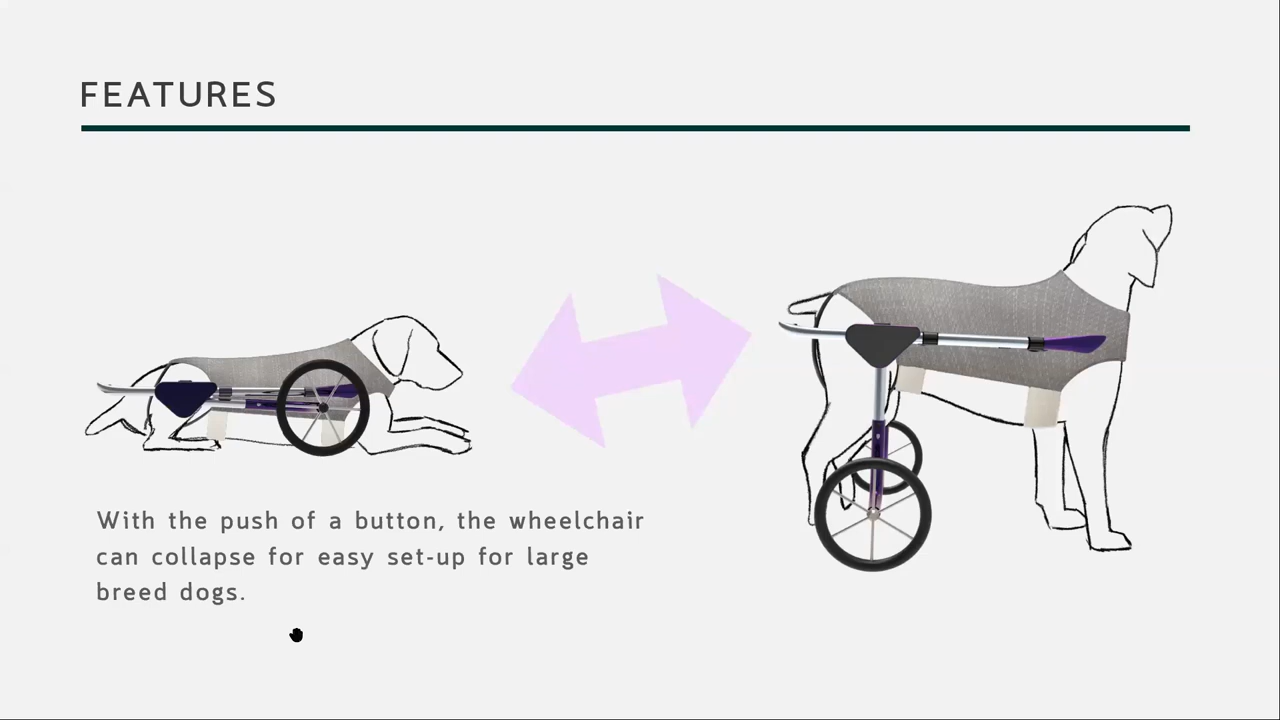 FEATURES
With the push of a button, the wheelchair
can collapse for easy set-up for large
breed dogs.